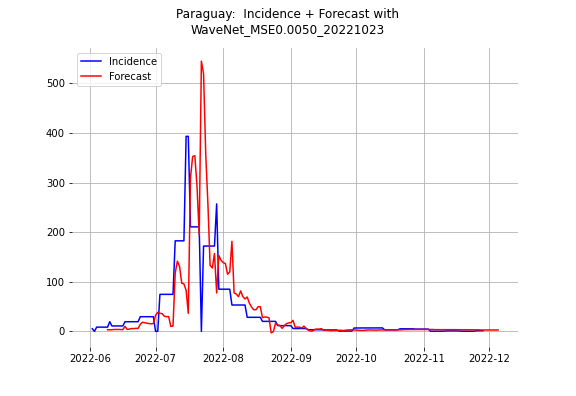 Paraguay:  Incidence + Forecast with
WaveNet_MSE0.0050_20221023
Incidence
Forecast
500
400
300
200
100
0
2022-06 2022-07 2022-08 2022-09 2022-10 2022-11 2022-12